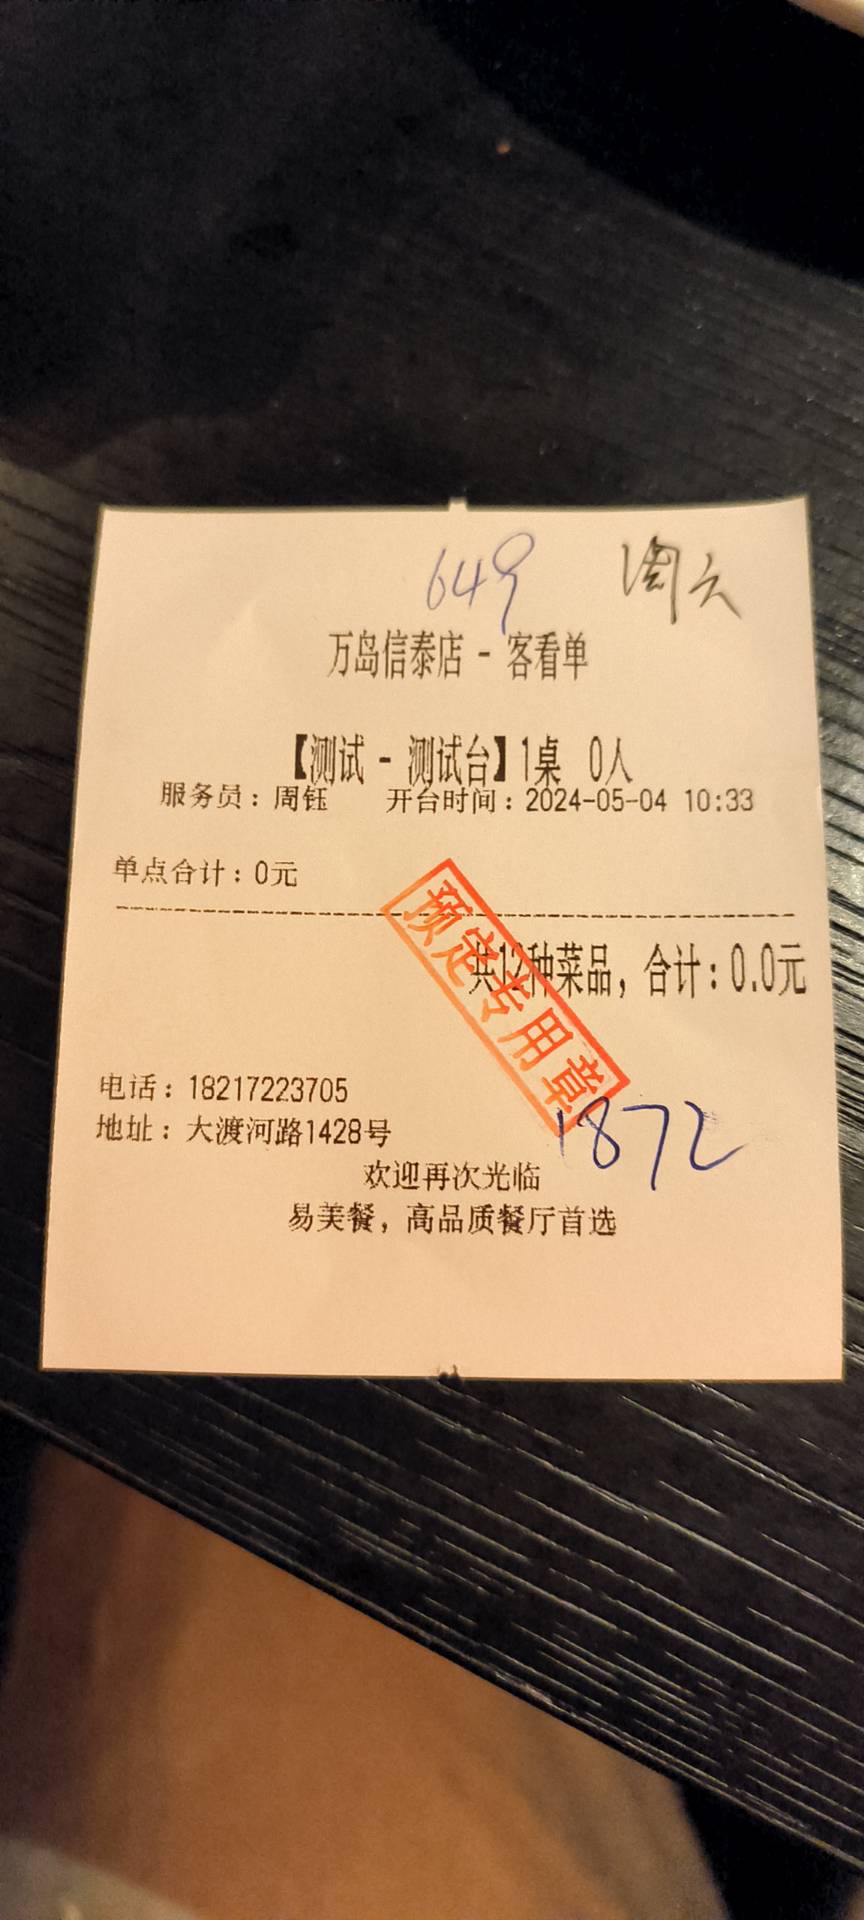 649
万岛信泰店 - 客看单
【测试 - 测试台】1桌 0人
服务员：周钰 开台时间：2024-05-04 10:33
单点合计：0元
预定专用章
共12种菜品，合计：0.0元
电话：18217223705
地址：大渡河路1428号
1872
欢迎再次光临
易美餐，高品质餐厅首选